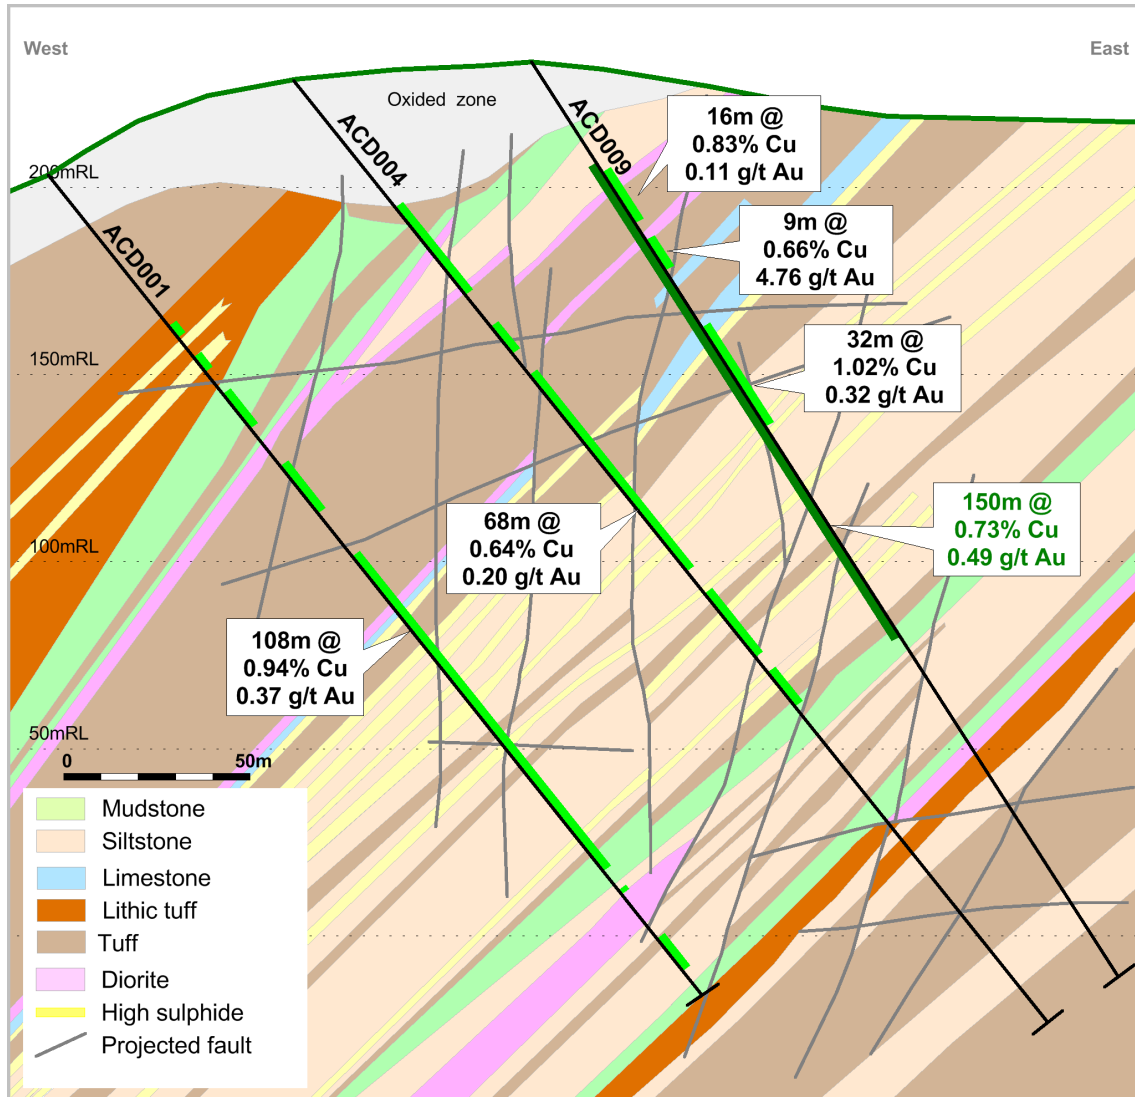 West
East
Oxided zone
ACD001
ACD004
ACD009
16m @
0.83% Cu
0.11 g/t Au
200mRL
9m @
0.66% Cu
4.76 g/t Au
32m @
1.02% Cu
0.32 g/t Au
150mRL
150m @
0.73% Cu
0.49 g/t Au
68m @
0.64% Cu
0.20 g/t Au
100mRL
108m @
0.94% Cu
0.37 g/t Au
50mRL
0 50m
Mudstone
Siltstone
Limestone
Lithic tuff
Tuff
Diorite
High sulphide
Projected fault